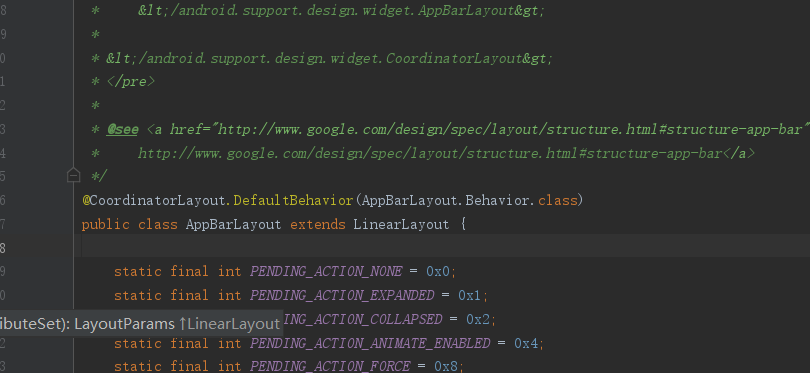 8 * &lt;/android.support.design.widget.AppBarLayout&gt;
9 *
0 * &lt;/android.support.design.widget.CoordinatorLayout&gt;
1 * </pre>
2 *
3 * @see <a href="http://www.google.com/design/spec/layout/structure.html#structure-app-bar"
4 * http://www.google.com/design/spec/layout/structure.html#structure-app-bar</a>
5 */
6 @CoordinatorLayout.DefaultBehavior(AppBarLayout.Behavior.class)
7 public class AppBarLayout extends LinearLayout {
8
9 static final int PENDING_ACTION_NONE = 0x0;
0 static final int PENDING_ACTION_EXPANDED = 0x1;
ibuteSet): LayoutParams ↑LinearLayout ING_ACTION_COLLAPSED = 0x2;
2 static final int PENDING_ACTION_ANIMATE_ENABLED = 0x4;
3 static final int PENDING_ACTION_FORCE = 0x8;